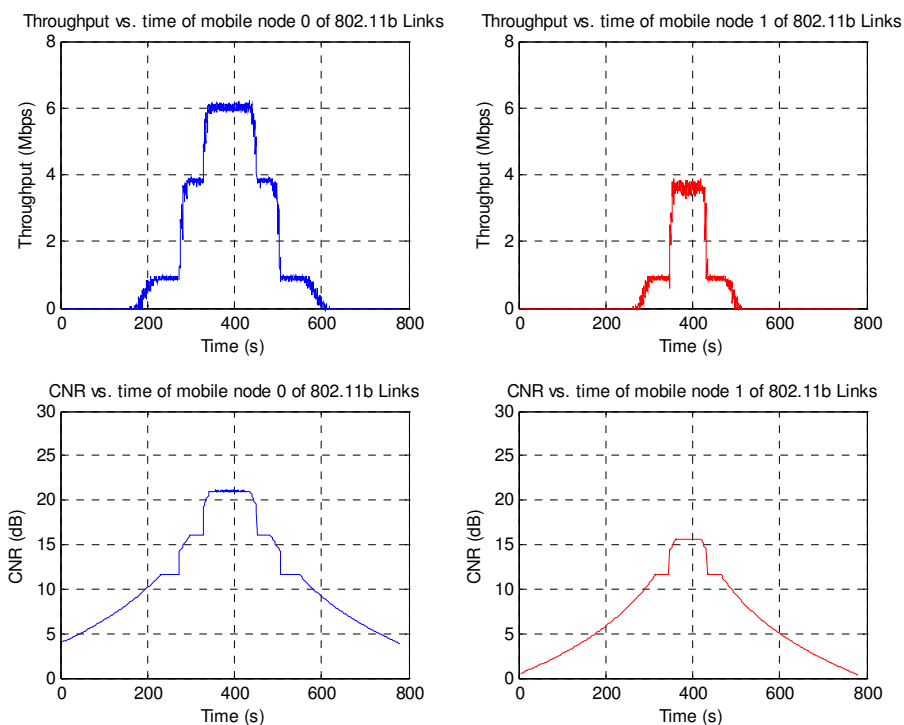 Throughput vs. time of mobile node 0 of 802.11b Links
8
6
4
2
0
Throughput (Mbps)
0 200 400 600 800
Time (s)
Throughput vs. time of mobile node 1 of 802.11b Links
8
6
4
2
0
Throughput (Mbps)
0 200 400 600 800
Time (s)
CNR vs. time of mobile node 0 of 802.11b Links
30
25
20
15
10
5
0
CNR (dB)
0 200 400 600 800
Time (s)
CNR vs. time of mobile node 1 of 802.11b Links
30
25
20
15
10
5
0
CNR (dB)
0 200 400 600 800
Time (s)